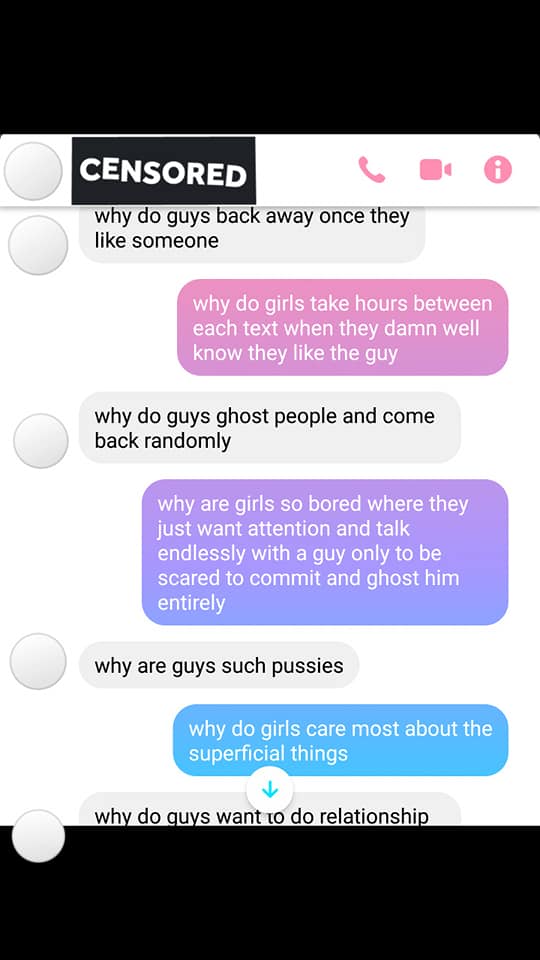 CENSORED
why do guys back away once they
like someone
why do girls take hours between
each text when they damn well
know they like the guy
why do guys ghost people and come
back randomly
why are girls so bored where they
just want attention and talk
endlessly with a guy only to be
scared to commit and ghost him
entirely
why are guys such pussies
why do girls care most about the
superficial things
why do guys want to do relationship